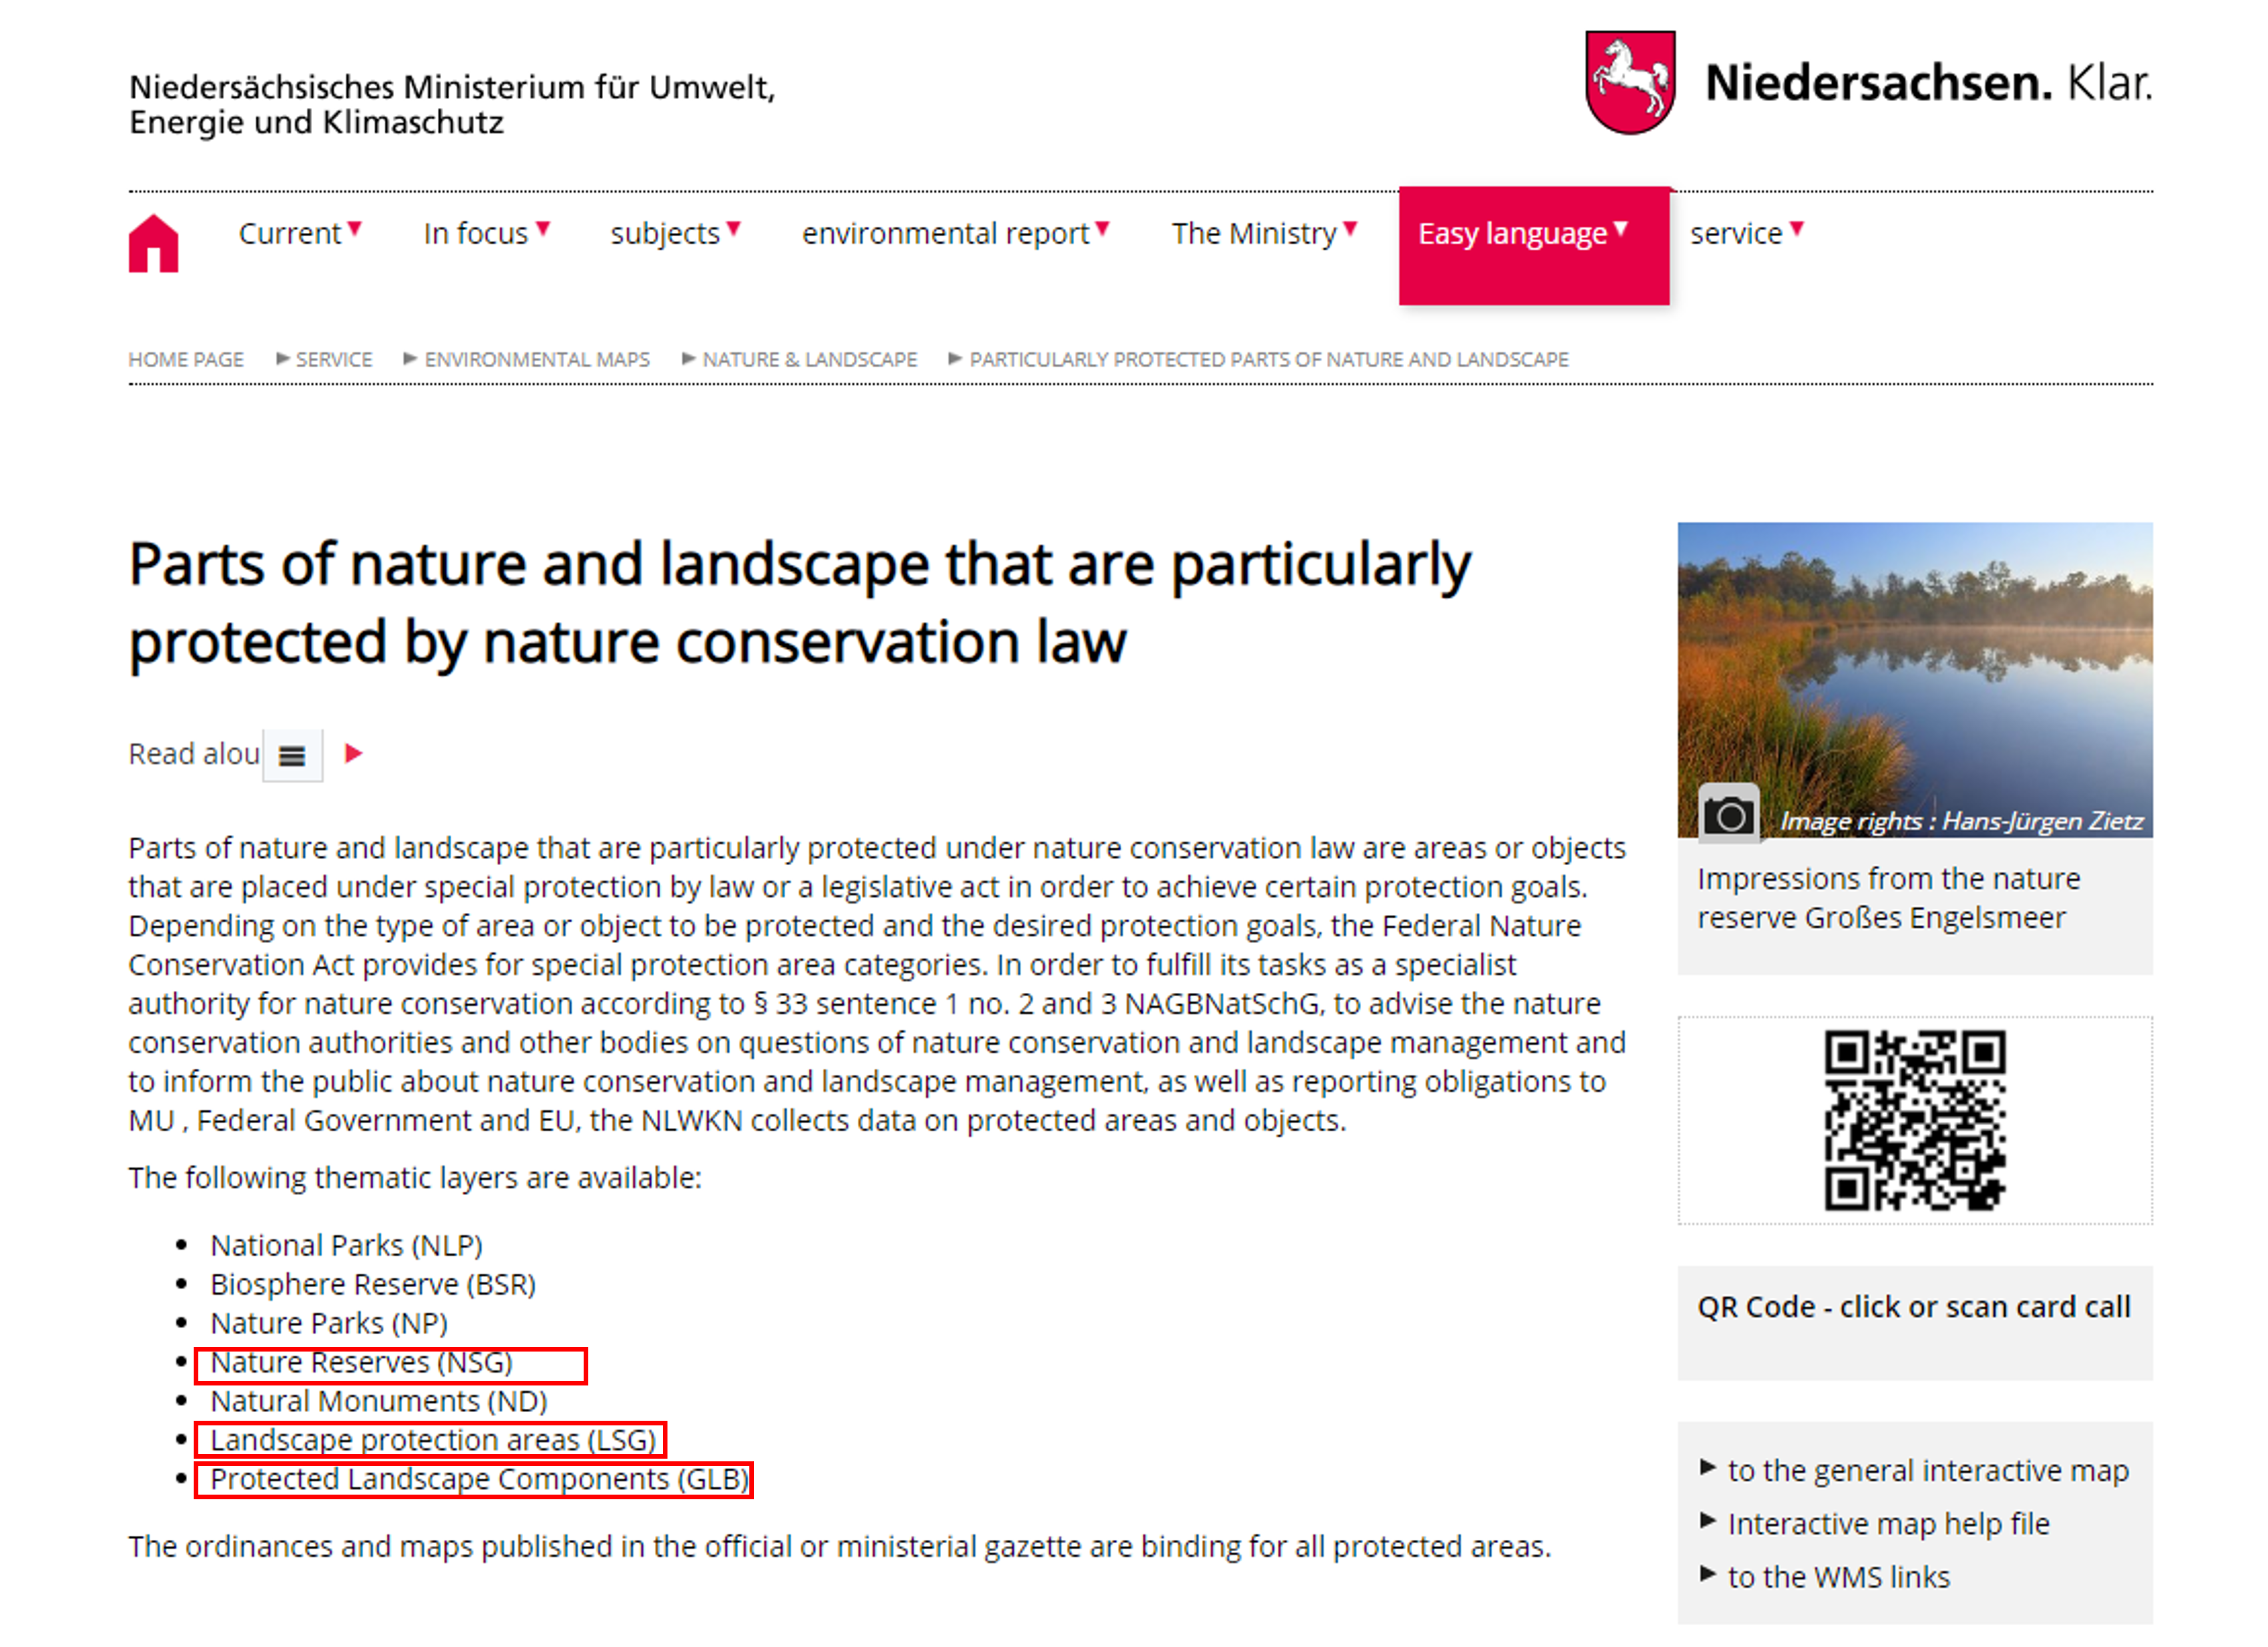 Niedersächsisches Ministerium für Umwelt,
Energie und Klimaschutz
Niedersachsen. Klar.
Current
In focus
subjects
environmental report
The Ministry
Easy language
service
HOME PAGE
SERVICE
ENVIRONMENTAL MAPS
NATURE & LANDSCAPE
PARTICULARLY PROTECTED PARTS OF NATURE AND LANDSCAPE
Parts of nature and landscape that are particularly
protected by nature conservation law
Read alou
Parts of nature and landscape that are particularly protected under nature conservation law are areas or objects
that are placed under special protection by law or a legislative act in order to achieve certain protection goals.
Depending on the type of area or object to be protected and the desired protection goals, the Federal Nature
Conservation Act provides for special protection area categories. In order to fulfill its tasks as a specialist
authority for nature conservation according to § 33 sentence 1 no. 2 and 3 NAGBNatSchG, to advise the nature
conservation authorities and other bodies on questions of nature conservation and landscape management and
to inform the public about nature conservation and landscape management, as well as reporting obligations to
MU , Federal Government and EU, the NLWKN collects data on protected areas and objects.
The following thematic layers are available:
• National Parks (NLP)
• Biosphere Reserve (BSR)
• Nature Parks (NP)
• Nature Reserves (NSG)
• Natural Monuments (ND)
• Landscape protection areas (LSG)
• Protected Landscape Components (GLB)
The ordinances and maps published in the official or ministerial gazette are binding for all protected areas.
Image rights : Hans-Jürgen Zietz
Impressions from the nature
reserve Großes Engelsmeer
QR Code - click or scan card call
to the general interactive map
Interactive map help file
to the WMS links